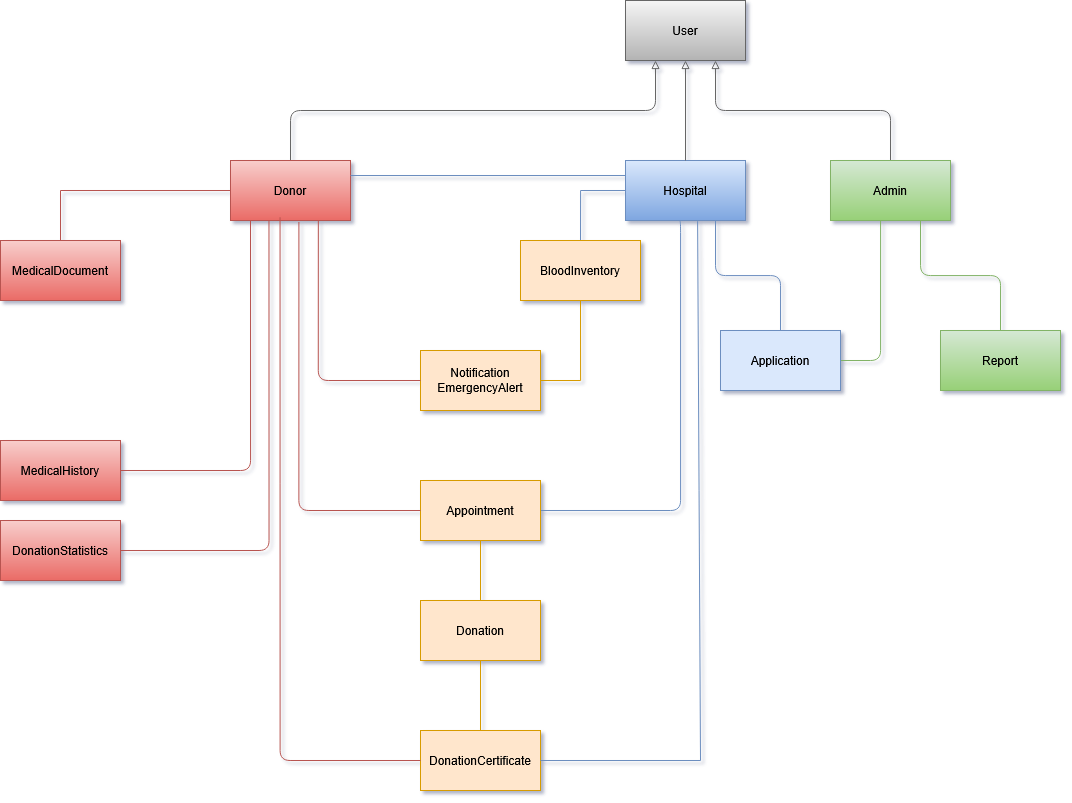 User
Donor
Hospital
Admin
MedicalDocument
BloodInventory
Notification
EmergencyAlert
Application
Report
MedicalHistory
Appointment
DonationStatistics
Donation
DonationCertificate